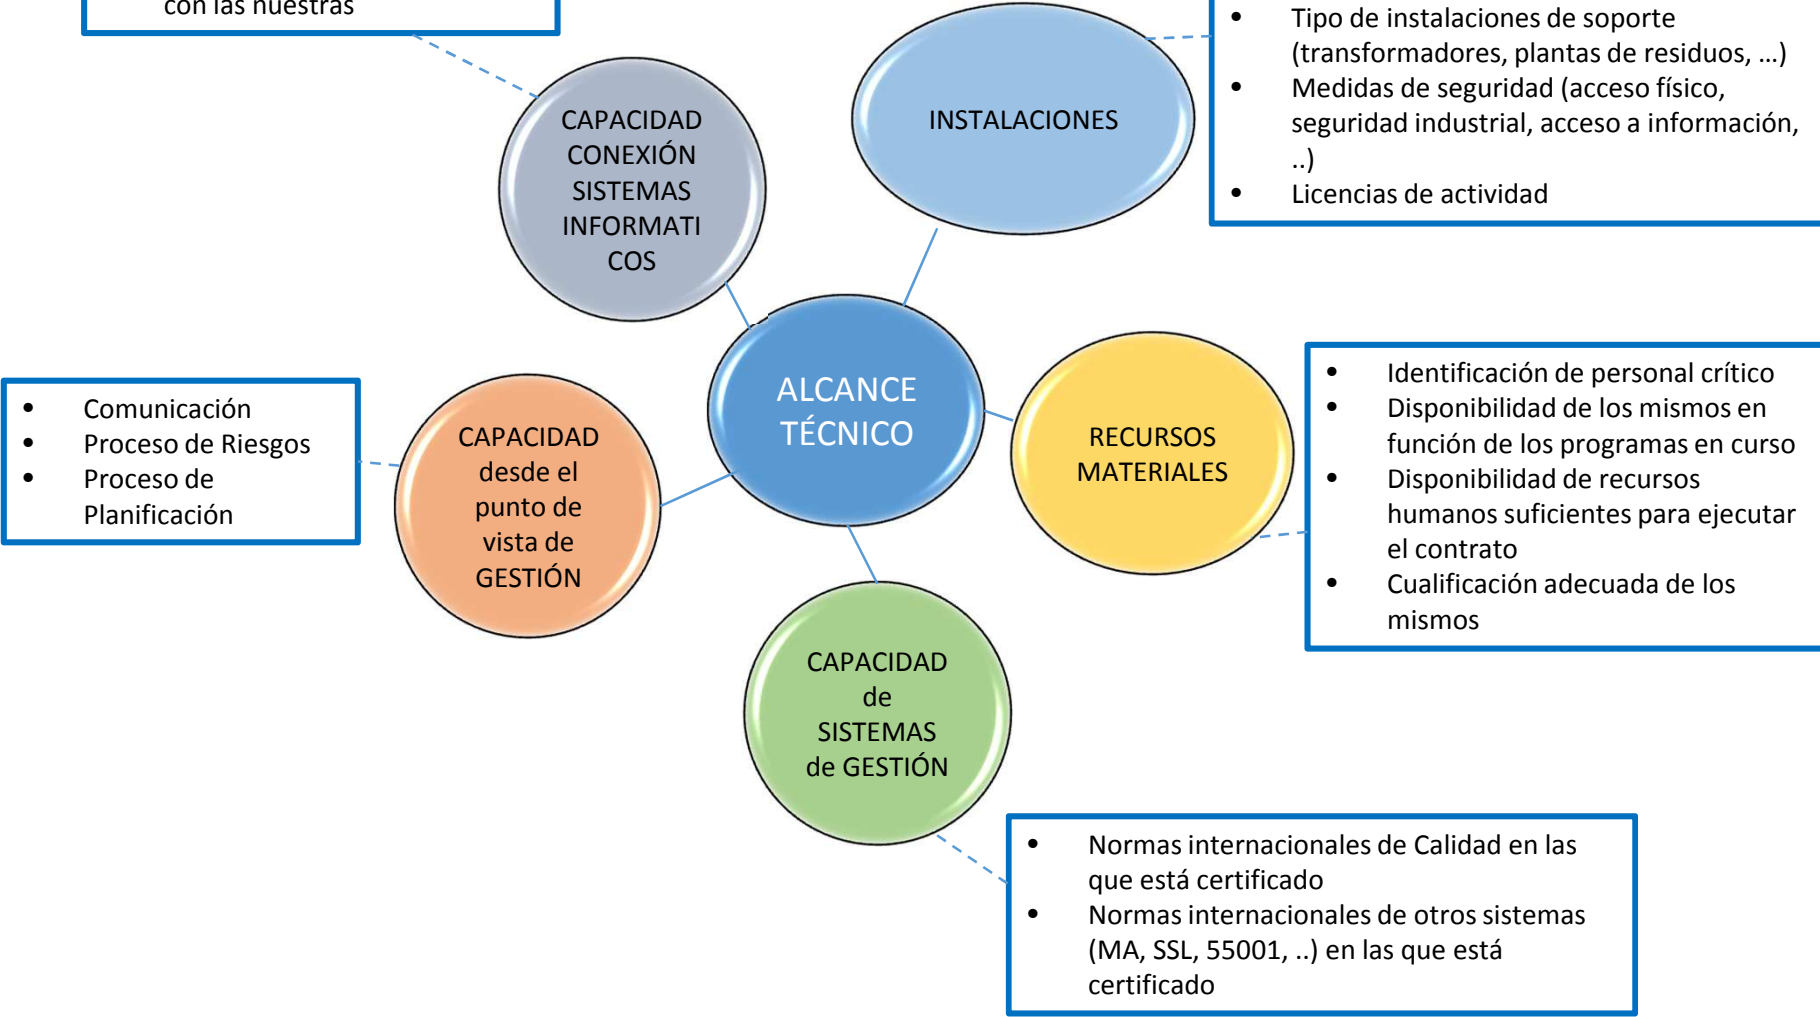 con las nuestras
• Tipo de instalaciones de soporte
(transformadores, plantas de residuos, ...)
• Medidas de seguridad (acceso físico,
seguridad industrial, acceso a información,
..)
• Licencias de actividad
CAPACIDAD
CONEXIÓN
SISTEMAS
INFORMATI
COS
INSTALACIONES
ALCANCE
TÉCNICO
RECURSOS
MATERIALES
• Identificación de personal crítico
• Disponibilidad de los mismos en
función de los programas en curso
• Disponibilidad de recursos
humanos suficientes para ejecutar
el contrato
• Cualificación adecuada de los
mismos
• Comunicación
• Proceso de Riesgos
• Proceso de
Planificación
CAPACIDAD
desde el
punto de
vista de
GESTIÓN
CAPACIDAD
de
SISTEMAS
de GESTIÓN
• Normas internacionales de Calidad en las
que está certificado
• Normas internacionales de otros sistemas
(MA, SSL, 55001, ..) en las que está
certificado